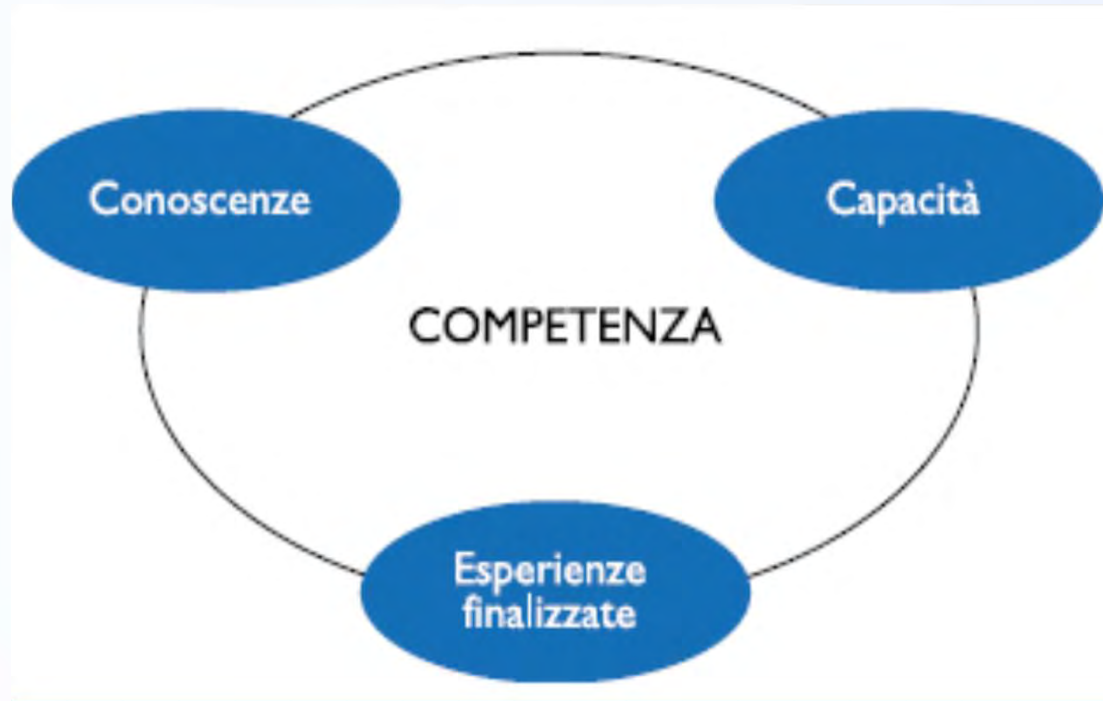 Conoscenze
Capacità
COMPETENZA
Esperienze
finalizzate